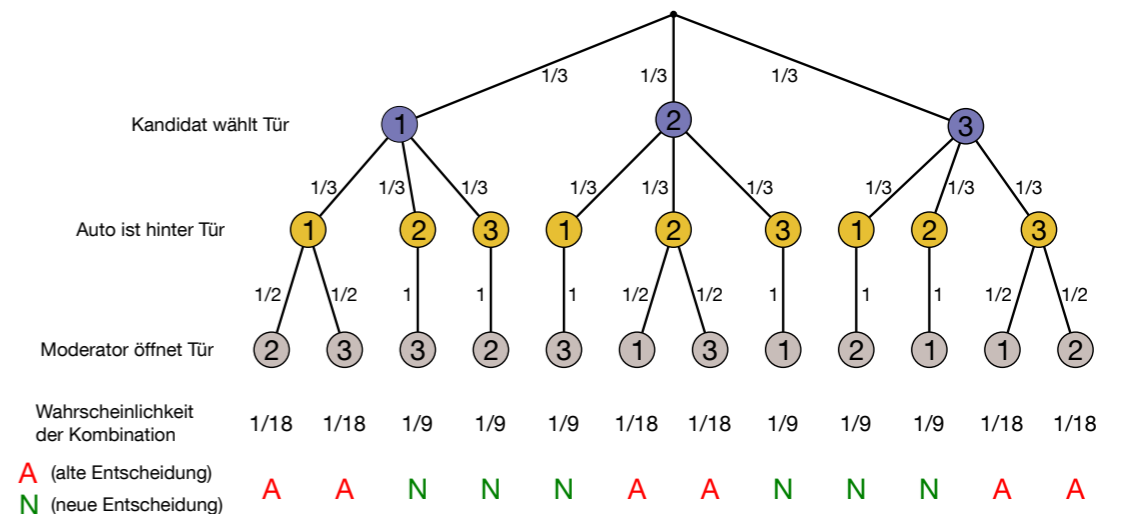 1/3 1/3 1/3
Kandidat wählt Tür 1 2 3
1/3 1/3 1/3 1/3 1/3 1/3 1/3 1/3 1/3
Auto ist hinter Tür 1 2 3 1 2 3 1 2 3
1/2 1/2 1 1 1 1/2 1/2 1 1 1 1/2 1/2
Moderator öffnet Tür 2 3 3 2 3 1 3 1 2 1 1 2
Wahrscheinlichkeit
der Kombination
1/18 1/18 1/9 1/9 1/9 1/18 1/18 1/9 1/9 1/9 1/18 1/18
A (alte Entscheidung)
N (neue Entscheidung)
A A N N N A A N N N A A